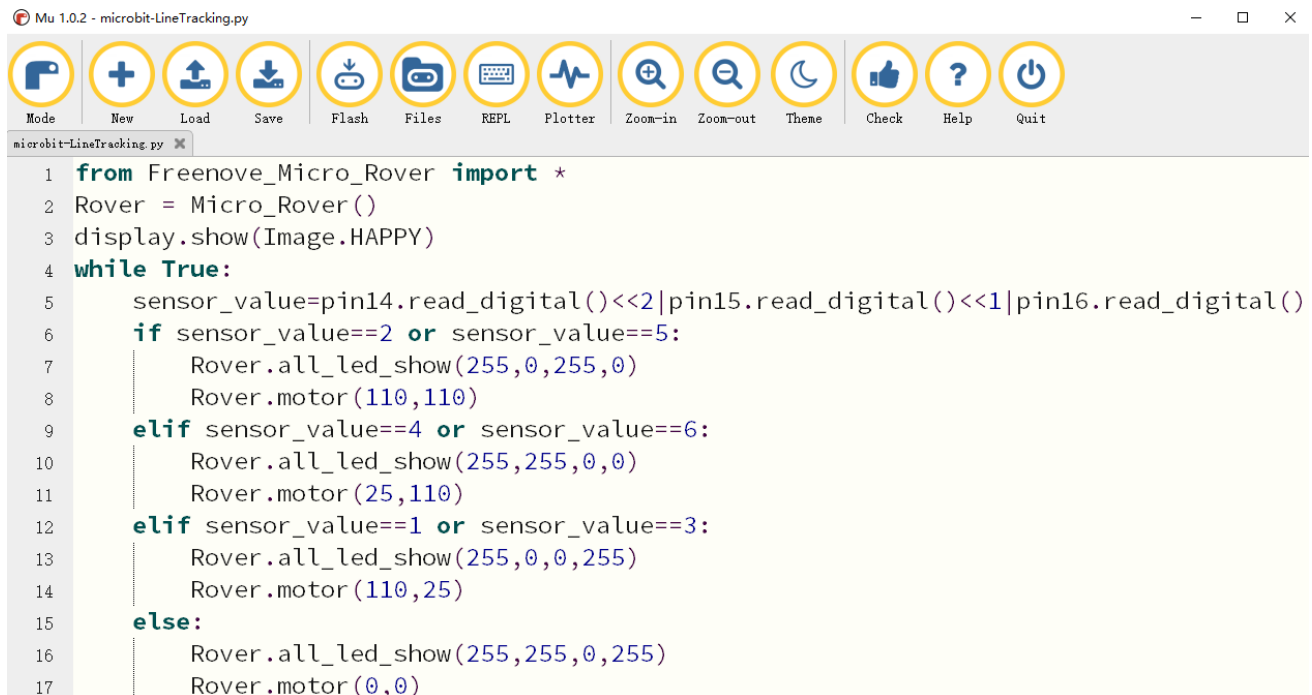 Mu 1.0.2 - microbit-LineTracking.py
Mode New Load Save Flash Files REPL Plotter Zoom-in Zoom-out Theme Check Help Quit
microbit-LineTracking.py
1 from Freenove_Micro_Rover import *
2 Rover = Micro_Rover()
3 display.show(Image.HAPPY)
4 while True:
5     sensor_value=pin14.read_digital()<<2|pin15.read_digital()<<1|pin16.read_digital()
6     if sensor_value==2 or sensor_value==5:
7         Rover.all_led_show(255,0,255,0)
8         Rover.motor(110,110)
9     elif sensor_value==4 or sensor_value==6:
10         Rover.all_led_show(255,255,0,0)
11         Rover.motor(25,110)
12     elif sensor_value==1 or sensor_value==3:
13         Rover.all_led_show(255,0,0,255)
14         Rover.motor(110,25)
15     else:
16         Rover.all_led_show(255,255,0,255)
17         Rover.motor(0,0)